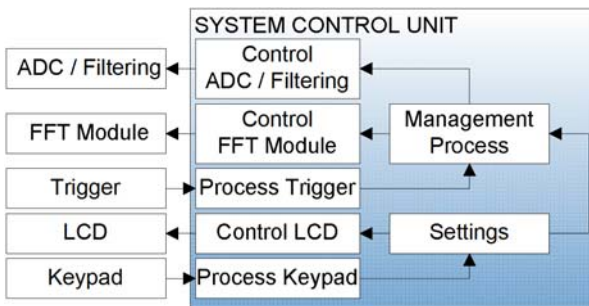 SYSTEM CONTROL UNIT
ADC / Filtering
Control
ADC / Filtering
FFT Module
Control
FFT Module
Management
Process
Trigger
Process Trigger
LCD
Control LCD
Settings
Keypad
Process Keypad